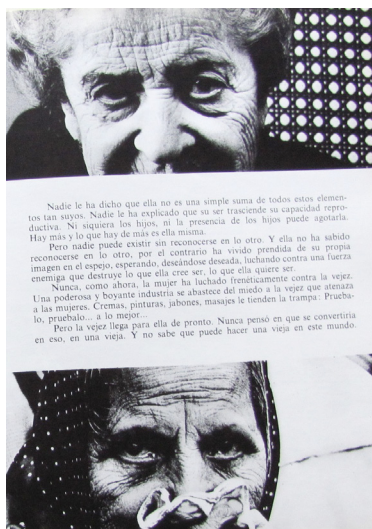 Nadie le ha dicho que ella no es una simple suma de todos estos elemen-
tos tan suyos. Nadie le ha explicado que su ser trasciende su capacidad repro-
ductiva. Ni siquiera los hijos, ni la presencia de los hijos puede agotarla.
Hay más y lo que hay de más es ella misma.
Pero nadie puede existir sin reconocerse en lo otro. Y ella no ha sabido
reconocerse en lo otro, por el contrario ha vivido prendida de su propia
imagen en el espejo, esperando, deseándose deseada, luchando contra una fuerza
enemiga que destruye lo que ella cree ser, lo que ella quiere ser.
Nunca, como ahora, la mujer ha luchado frenéticamente contra la vejez.
Una poderosa y boyante industria se abastece del miedo a la vejez que atenaza
a las mujeres. Cremas, pinturas, jabones, masajes le tienden la trampa: Prueba-
lo, pruebalo... a lo mejor...
Pero la vejez llega para ella de pronto. Nunca pensó en que se convertiría
en eso, en una vieja. Y no sabe que puede hacer una vieja en este mundo.